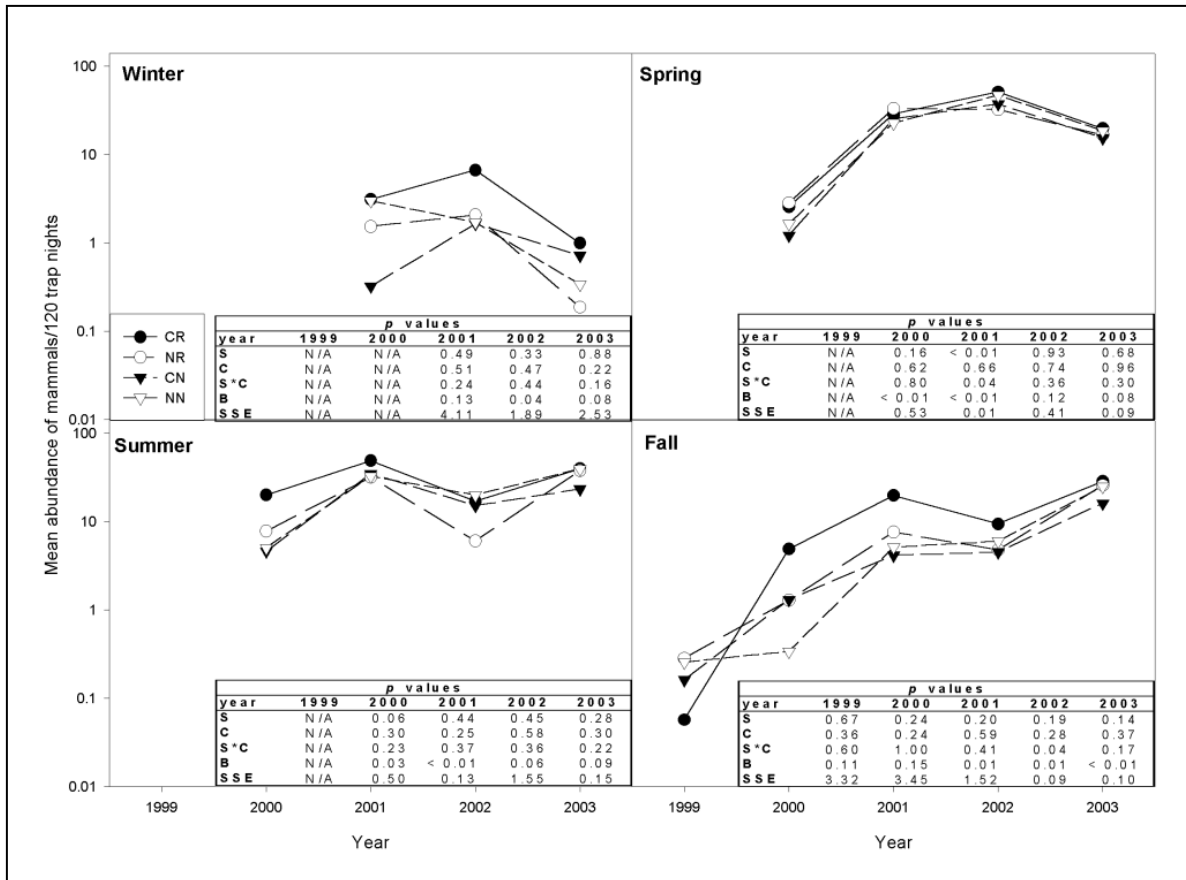 Mean abundance of mammals/120 trap nights
Winter
100
10
1
0.1
0.01
CR
NR
CN
NN
p values
year 1999 2000 2001 2002 2003
S N/A N/A 0.49 0.33 0.88
C N/A N/A 0.51 0.47 0.22
S*C N/A N/A 0.24 0.44 0.16
B N/A N/A 0.13 0.04 0.08
SSE N/A N/A 4.11 1.89 2.53
Spring
p values
year 1999 2000 2001 2002 2003
S N/A 0.16 < 0.01 0.93 0.68
C N/A 0.62 0.66 0.74 0.96
S*C N/A 0.80 0.04 0.36 0.30
B N/A < 0.01 < 0.01 0.12 0.08
SSE N/A 0.53 0.01 0.41 0.09
Summer
100
10
1
0.1
0.01
p values
year 1999 2000 2001 2002 2003
S N/A 0.06 0.44 0.45 0.28
C N/A 0.30 0.25 0.58 0.30
S*C N/A 0.23 0.37 0.36 0.22
B N/A 0.03 < 0.01 0.06 0.09
SSE N/A 0.50 0.13 1.55 0.15
1999 2000 2001 2002 2003
Year
Fall
p values
year 1999 2000 2001 2002 2003
S 0.67 0.24 0.20 0.19 0.14
C 0.36 0.24 0.59 0.28 0.37
S*C 0.60 1.00 0.41 0.04 0.17
B 0.11 0.15 0.01 0.01 < 0.01
SSE 3.32 3.45 1.52 0.09 0.10
1999 2000 2001 2002 2003
Year